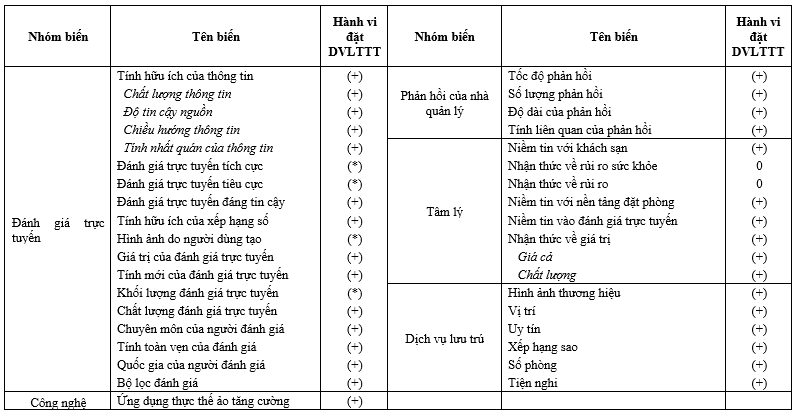 Nhóm biến
Tên biến
Hành vi
đặt
DVLTTT
Nhóm biến
Tên biến
Hành vi
đặt
DVLTTT
Đánh giá trực
tuyến
Tính hữu ích của thông tin (+)
Chất lượng thông tin (+)
Độ tin cậy nguồn (+)
Chiều hướng thông tin (+)
Tính nhất quán của thông tin (+)
Đánh giá trực tuyến tích cực (*)
Đánh giá trực tuyến tiêu cực (*)
Đánh giá trực tuyến đáng tin cậy (+)
Tính hữu ích của xếp hạng số (+)
Hình ảnh do người dùng tạo (*)
Giá trị của đánh giá trực tuyến (+)
Tính mới của đánh giá trực tuyến (+)
Khối lượng đánh giá trực tuyến (*)
Chất lượng đánh giá trực tuyến (+)
Chuyên môn của người đánh giá (+)
Tính toàn vẹn của đánh giá (+)
Quốc gia của người đánh giá (+)
Bộ lọc đánh giá (+)
Công nghệ
Ứng dụng thực thế ảo tăng cường (+)
Phản hồi của nhà
quản lý
Tốc độ phản hồi (+)
Số lượng phản hồi (+)
Độ dài của phản hồi (+)
Tính liên quan của phản hồi (+)
Tâm lý
Niềm tin với khách sạn (+)
Nhận thức về rủi ro sức khỏe 0
Nhận thức về rủi ro 0
Niềm tin với nền tảng đặt phòng (+)
Niềm tin vào đánh giá trực tuyến (+)
Nhận thức về giá trị (+)
Giá cả (+)
Chất lượng (+)
Dịch vụ lưu trú
Hình ảnh thương hiệu (+)
Vị trí (+)
Uy tín (+)
Xếp hạng sao (+)
Số phòng (+)
Tiện nghi (+)